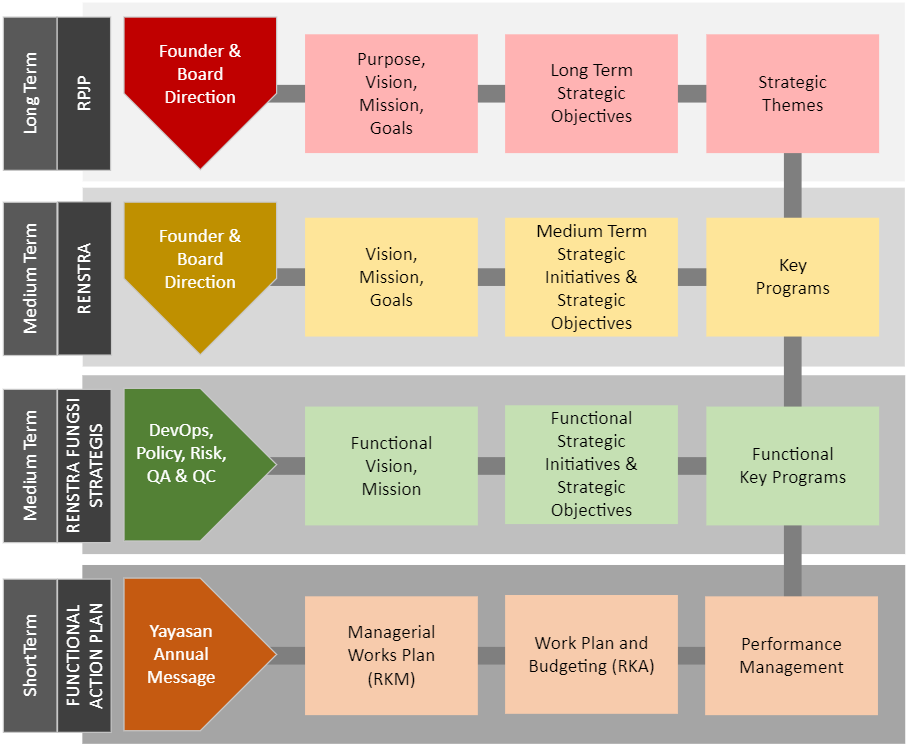 Long Term
RPJP
Founder &
Board
Direction
Purpose,
Vision,
Mission,
Goals
Long Term
Strategic
Objectives
Strategic
Themes
Medium Term
RENSTRA
Founder &
Board
Direction
Vision,
Mission,
Goals
Medium Term
Strategic
Initiatives &
Strategic
Objectives
Key
Programs
Medium Term
RENSTRA FUNGSI
STRATEGIS
DevOps,
Policy, Risk,
QA & QC
Functional
Vision,
Mission
Functional
Strategic
Initiatives &
Strategic
Objectives
Functional
Key Programs
ShortTerm
FUNCTIONAL
ACTION PLAN
Yayasan
Annual
Message
Managerial
Works Plan
(RKM)
Work Plan and
Budgeting (RKA)
Performance
Management